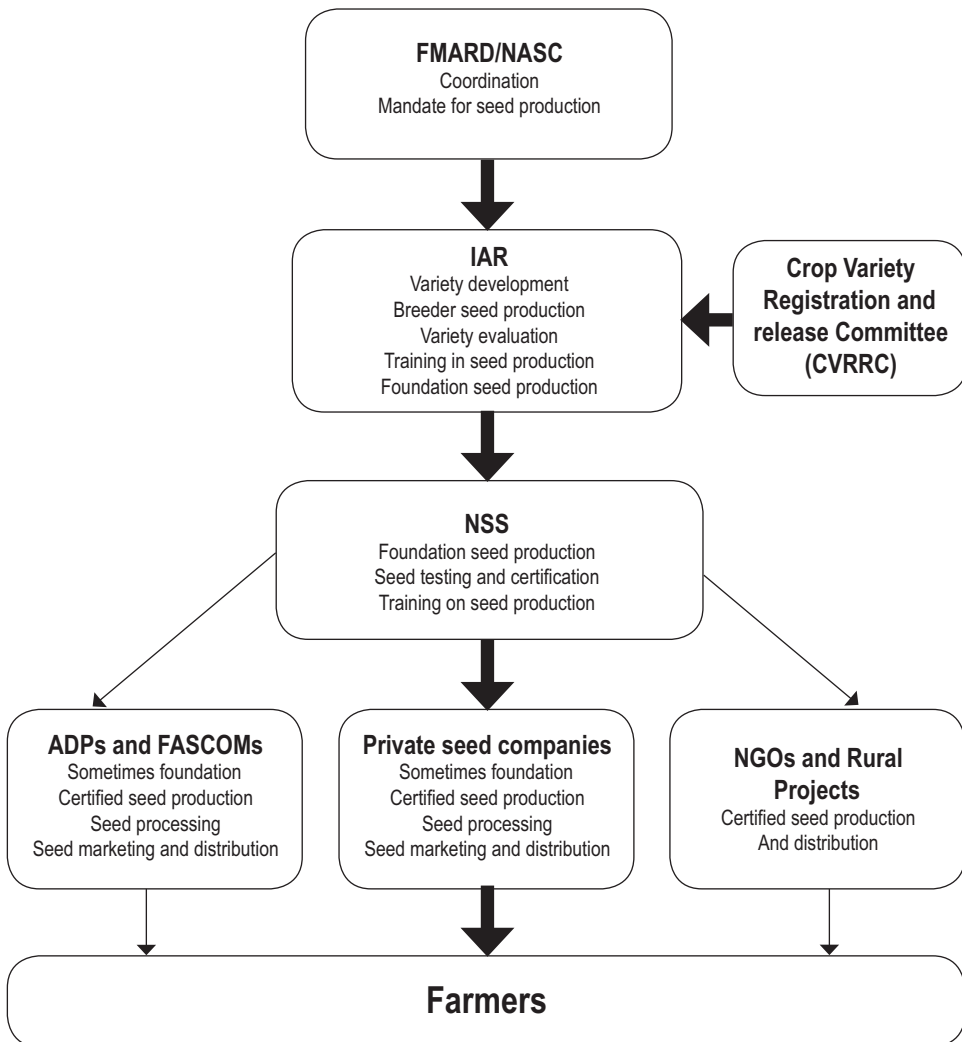 FMARD/NASC
Coordination
Mandate for seed production
IAR
Variety development
Breeder seed production
Variety evaluation
Training in seed production
Foundation seed production
Crop Variety
Registration and
release Committee
(CVRRC)
NSS
Foundation seed production
Seed testing and certification
Training on seed production
ADPs and FASCOMs
Sometimes foundation
Certified seed production
Seed processing
Seed marketing and distribution
Private seed companies
Sometimes foundation
Certified seed production
Seed processing
Seed marketing and distribution
NGOs and Rural
Projects
Certified seed production
And distribution
Farmers